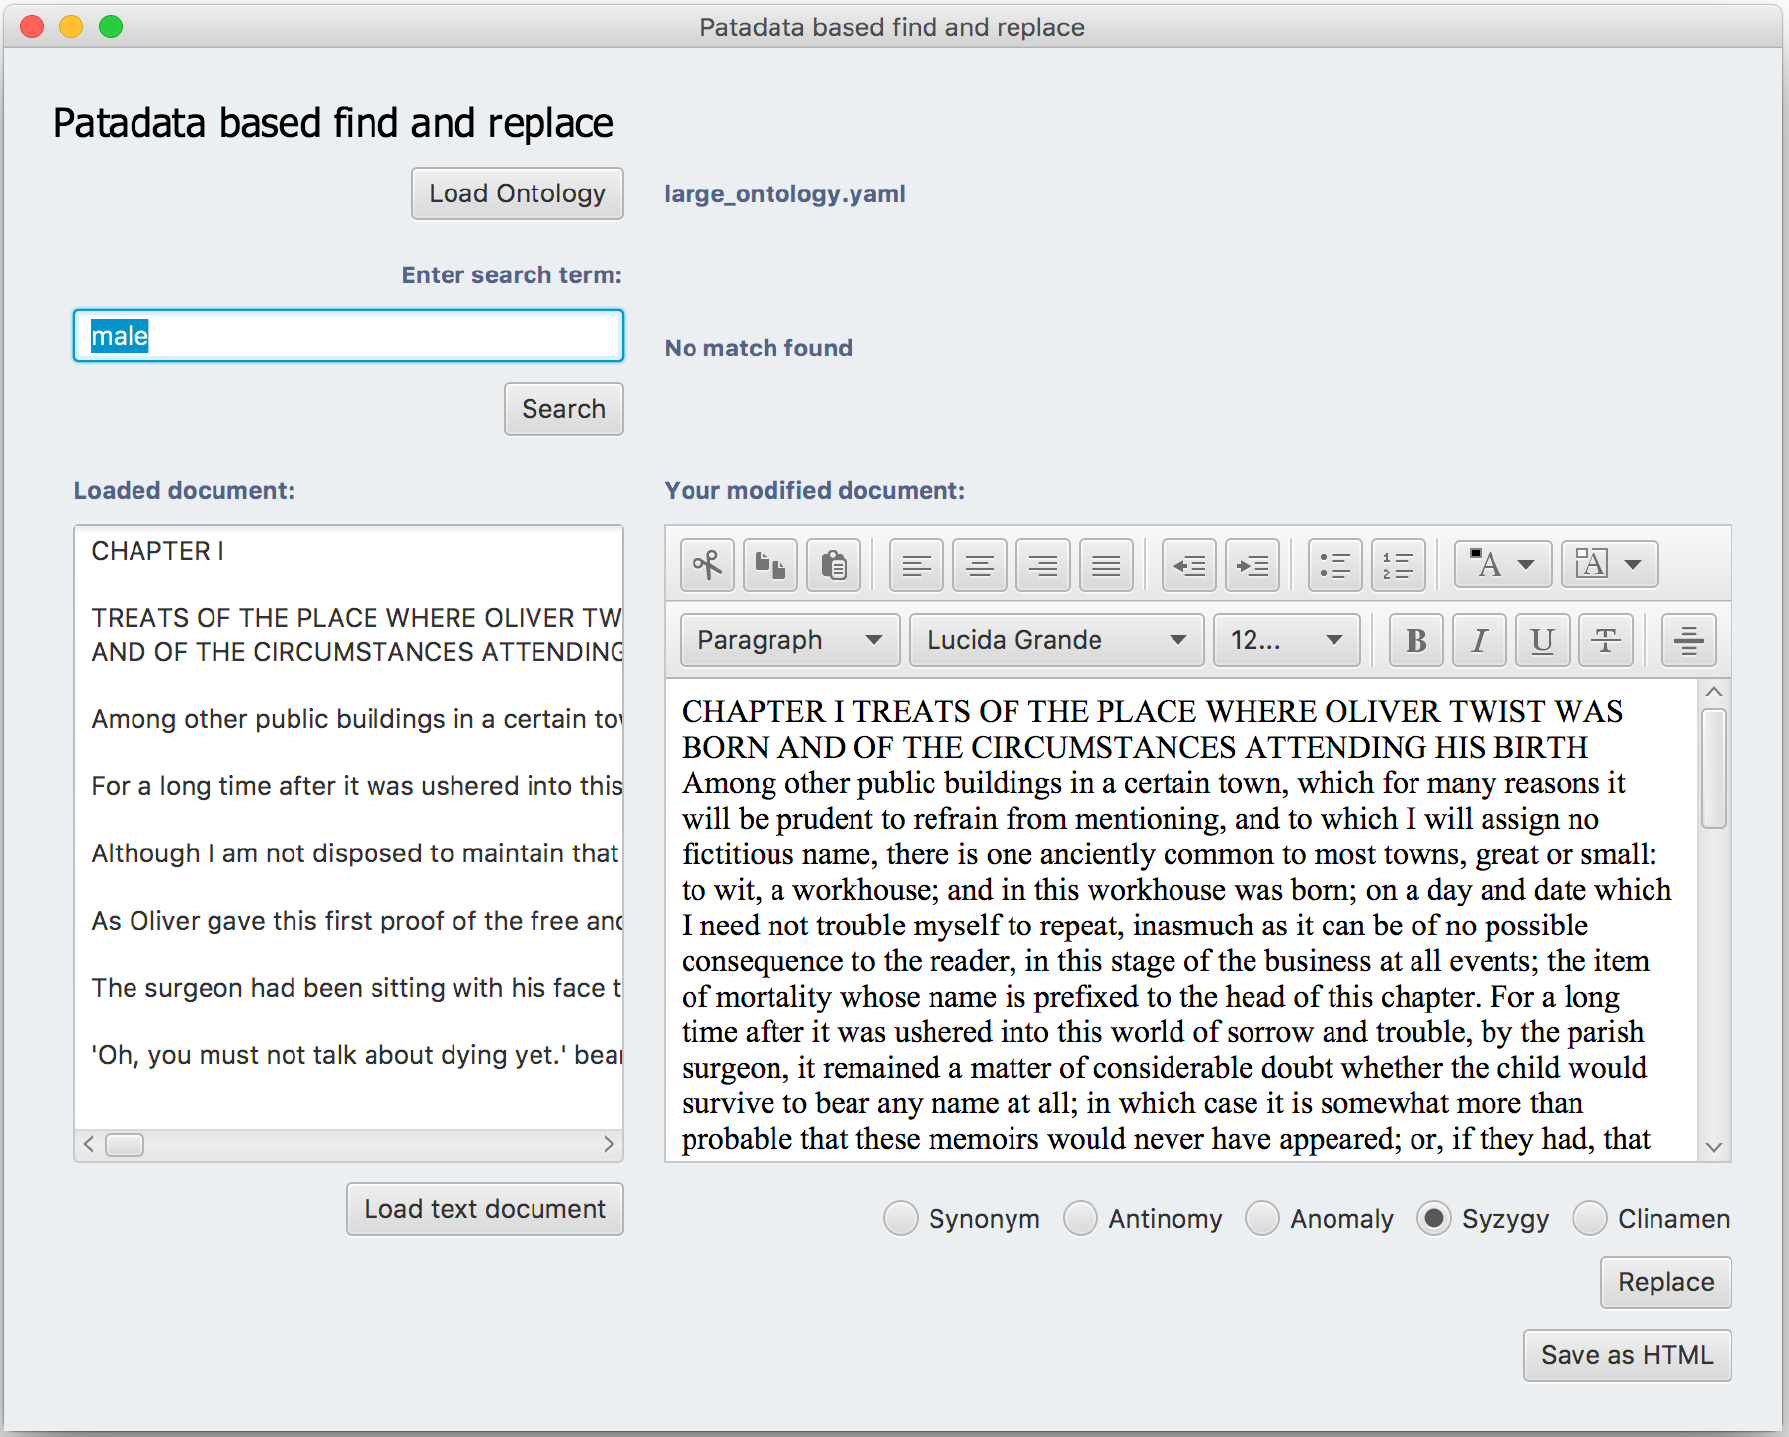 Patadata based find and replace
Patadata based find and replace
Load Ontology
large_ontology.yaml
Enter search term:
male
No match found
Search
Loaded document:
CHAPTER I
TREATS OF THE PLACE WHERE OLIVER TW
AND OF THE CIRCUMSTANCES ATTENDING
Among other public buildings in a certain tov
For a long time after it was ushered into this
Although I am not disposed to maintain that
As Oliver gave this first proof of the free and
The surgeon had been sitting with his face t
'Oh, you must not talk about dying yet.' bear
Load text document
Your modified document:
A
A
Paragraph
Lucida Grande
12...
B I U T
CHAPTER I TREATS OF THE PLACE WHERE OLIVER TWIST WAS
BORN AND OF THE CIRCUMSTANCES ATTENDING HIS BIRTH
Among other public buildings in a certain town, which for many reasons it
will be prudent to refrain from mentioning, and to which I will assign no
fictitious name, there is one anciently common to most towns, great or small:
to wit, a workhouse; and in this workhouse was born; on a day and date which
I need not trouble myself to repeat, inasmuch as it can be of no possible
consequence to the reader, in this stage of the business at all events; the item
of mortality whose name is prefixed to the head of this chapter. For a long
time after it was ushered into this world of sorrow and trouble, by the parish
surgeon, it remained a matter of considerable doubt whether the child would
survive to bear any name at all; in which case it is somewhat more than
probable that these memoirs would never have appeared; or, if they had, that
Synonym
Antinomy
Anomaly
Syzygy
Clinamen
Replace
Save as HTML